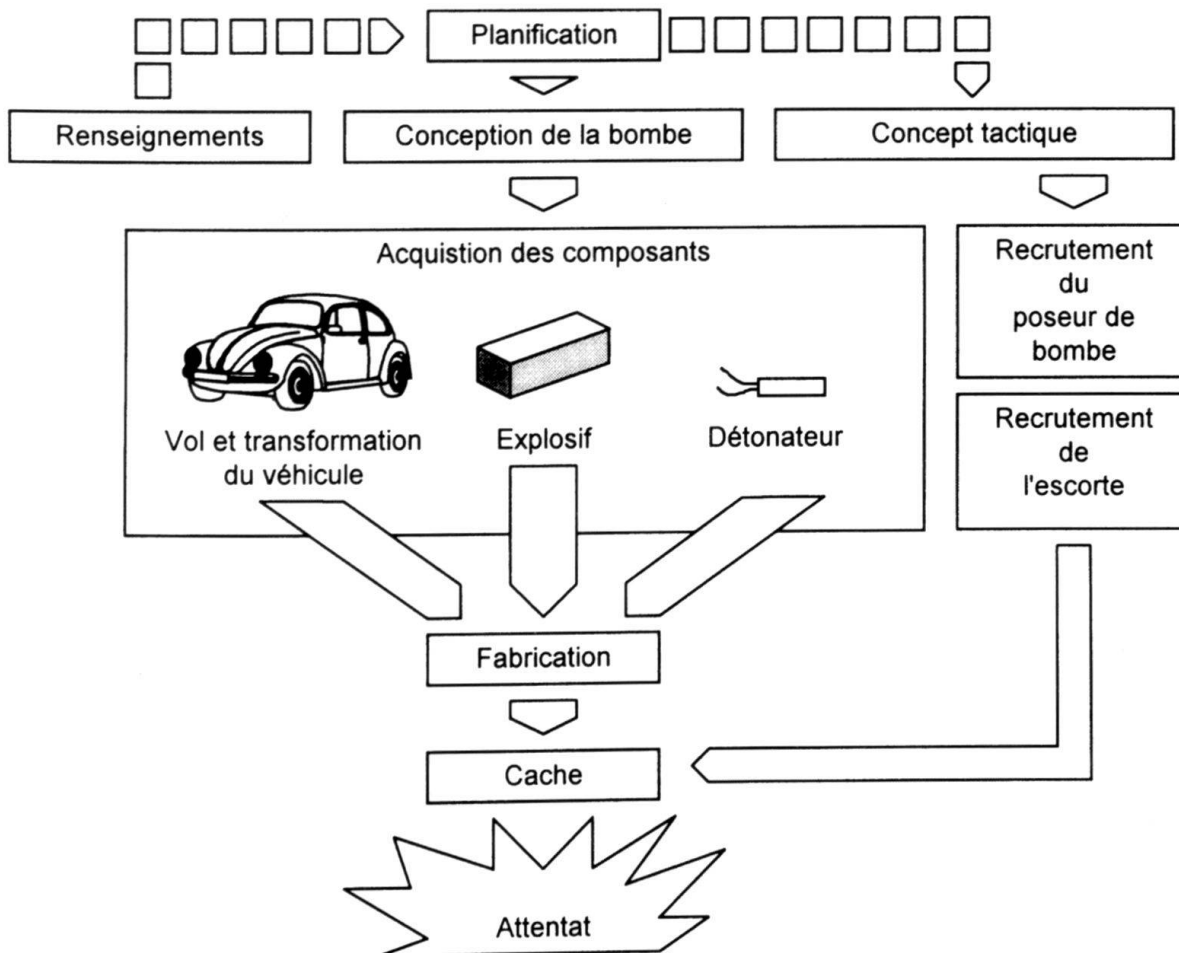 Planification
Renseignements
Conception de la bombe
Concept tactique
Acquistion des composants
Vol et transformation
du véhicule
Explosif
Détonateur
Recrutement
du
poseur de
bombe
Recrutement
de
l'escorte
Fabrication
Cache
Attentat